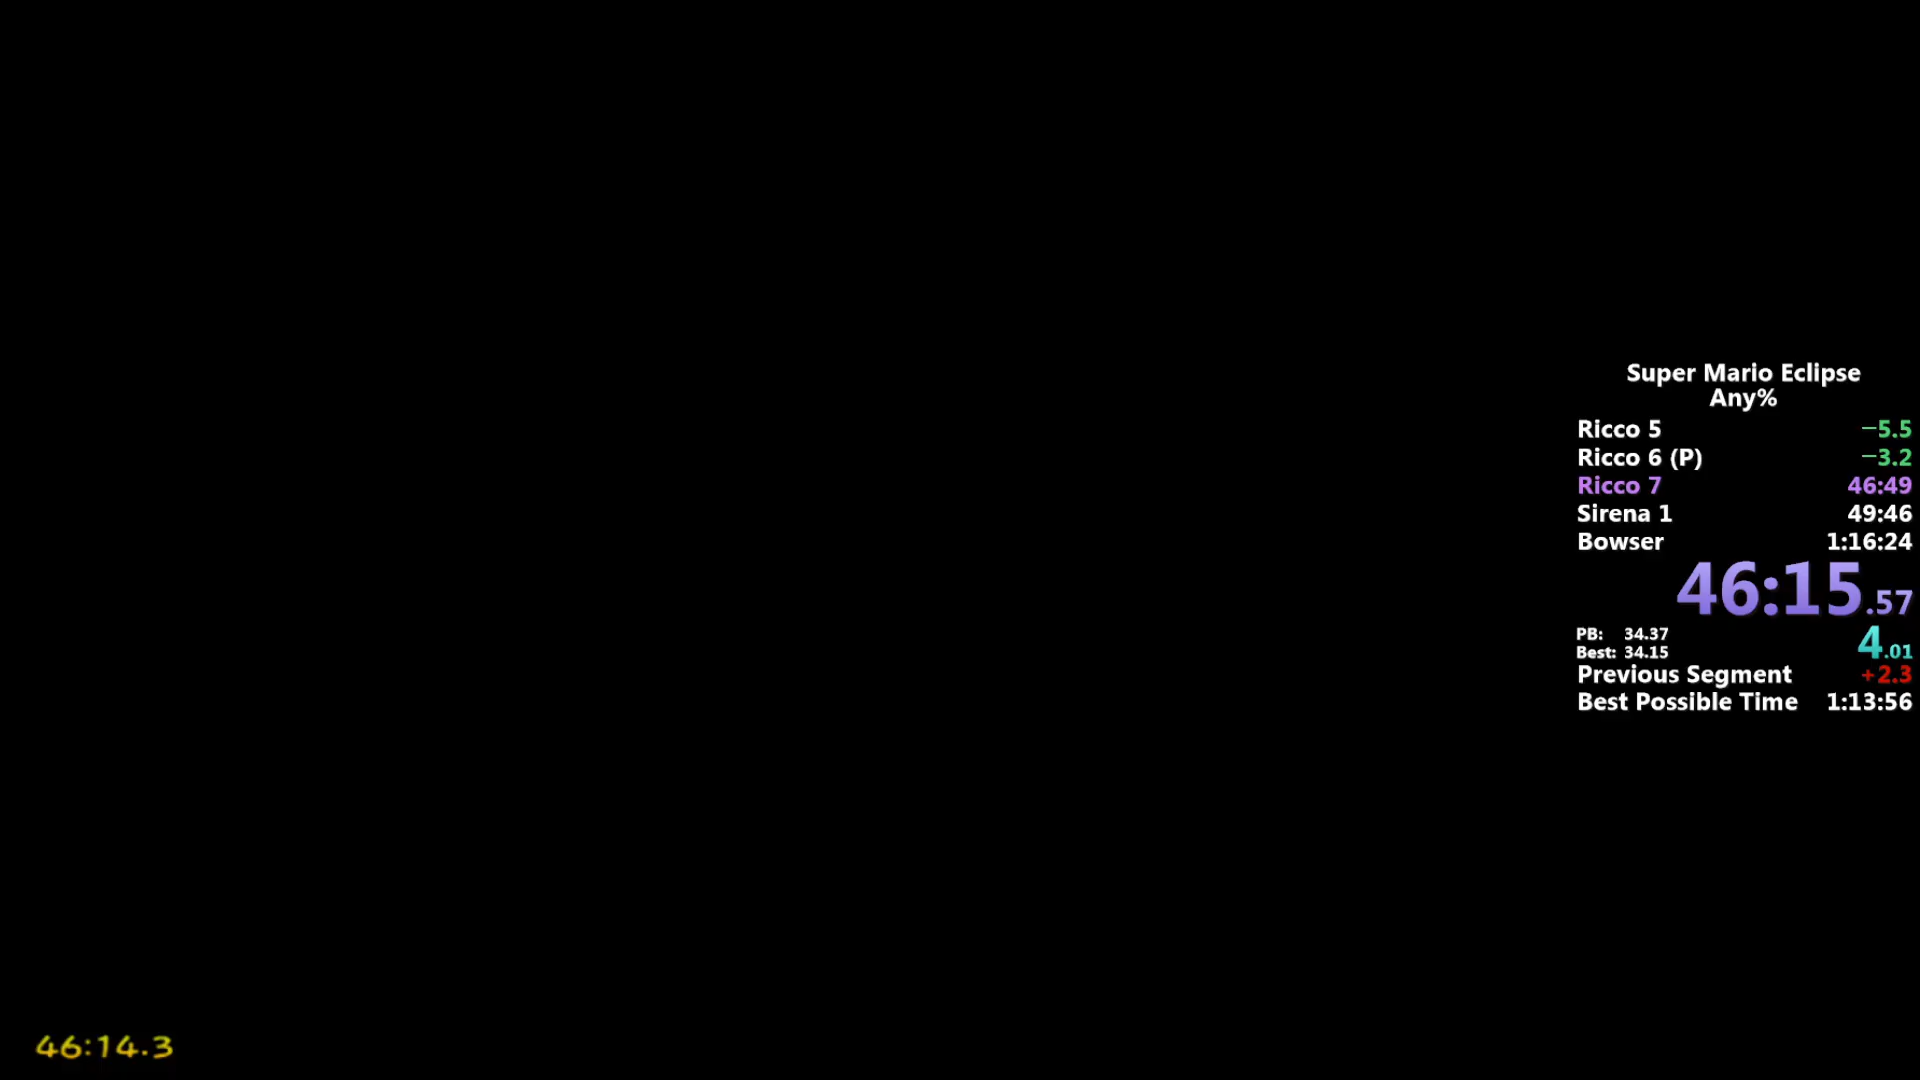 Super Mario Eclipse
Any%
Ricco 5 −5.5
Ricco 6 (P) −3.2
Ricco 7 46:49
Sirena 1 49:46
Bowser 1:16:24
46:15.57
PB: 34.37
Best: 34.15
4.01
Previous Segment +2.3
Best Possible Time 1:13:56
46:14.3